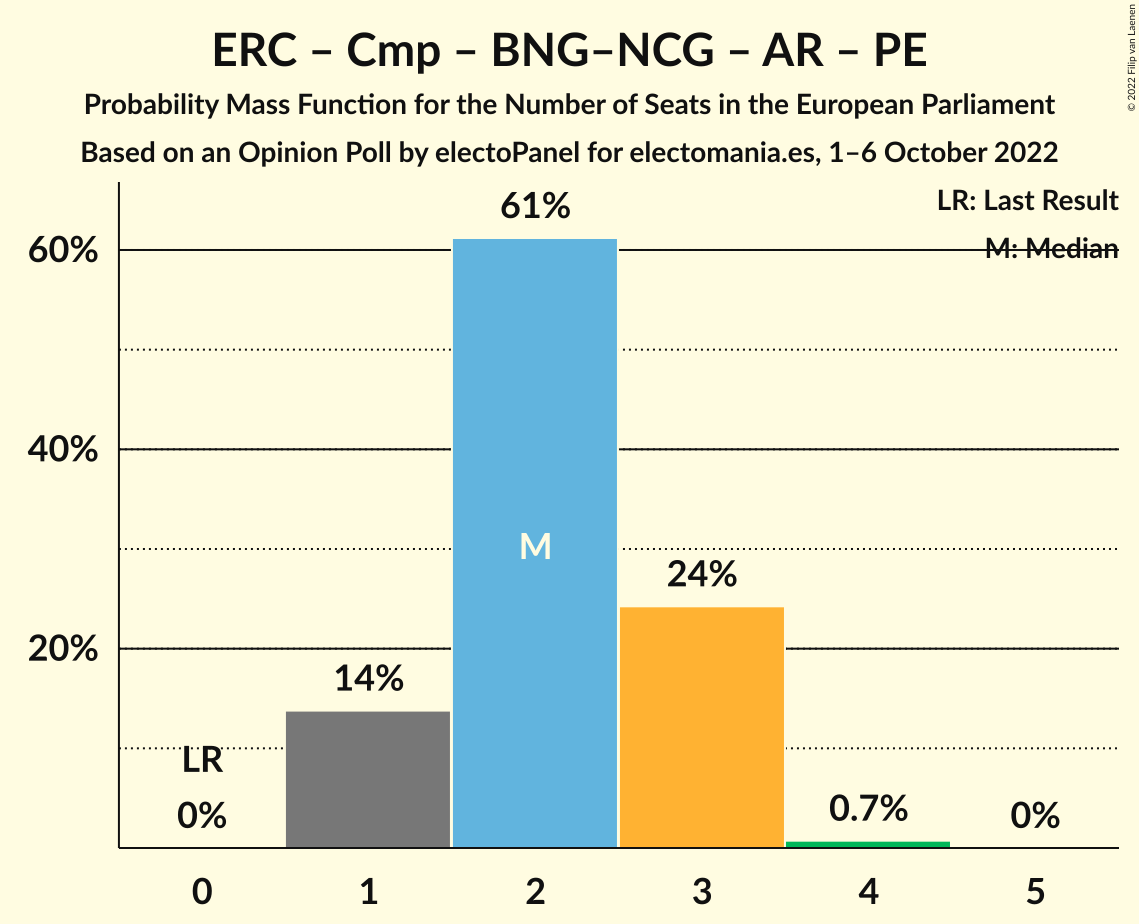 ERC – Cmp – BNG–NCG – AR – PE
Probability Mass Function for the Number of Seats in the European Parliament
Based on an Opinion Poll by electoPanel for electomania.es, 1–6 October 2022
© 2022 Filip van Laenen
LR: Last Result
M: Median
60%
40%
20%
61%
M
24%
14%
LR
0%
0.7%
0%
0 1 2 3 4 5